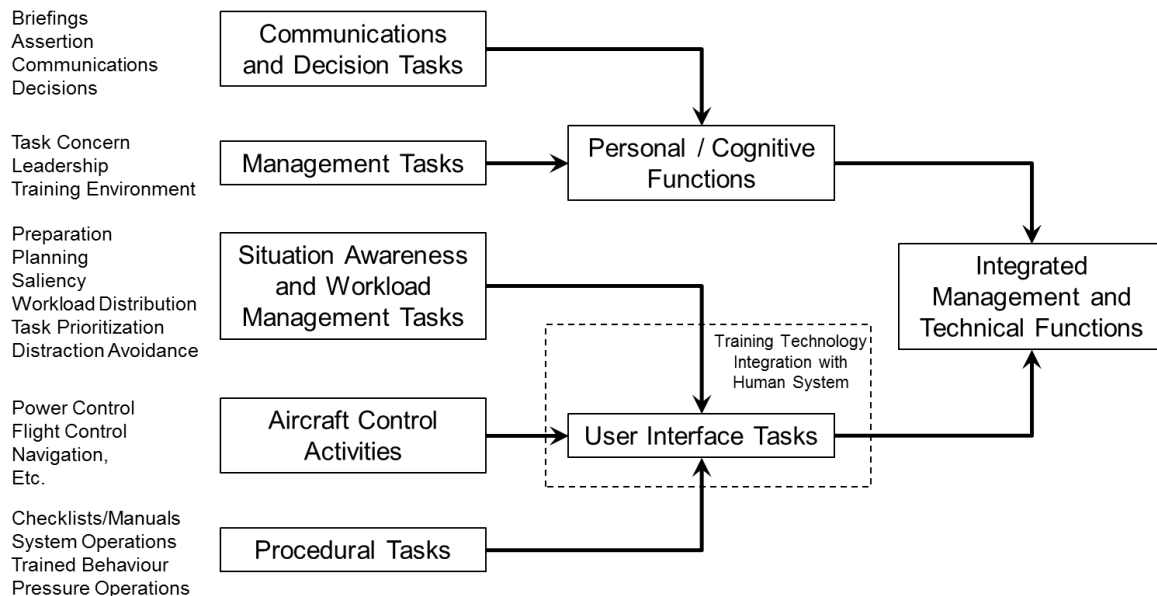 Briefings
Assertion
Communications
Decisions
Communications
and Decision Tasks
Task Concern
Leadership
Training Environment
Management Tasks
Personal / Cognitive
Functions
Preparation
Planning
Saliency
Workload Distribution
Task Prioritization
Distraction Avoidance
Situation Awareness
and Workload
Management Tasks
Integrated
Management and
Technical Functions
Training Technology
Integration with
Human System
Power Control
Flight Control
Navigation,
Etc.
Aircraft Control
Activities
User Interface Tasks
Checklists/Manuals
System Operations
Trained Behaviour
Pressure Operations
Procedural Tasks